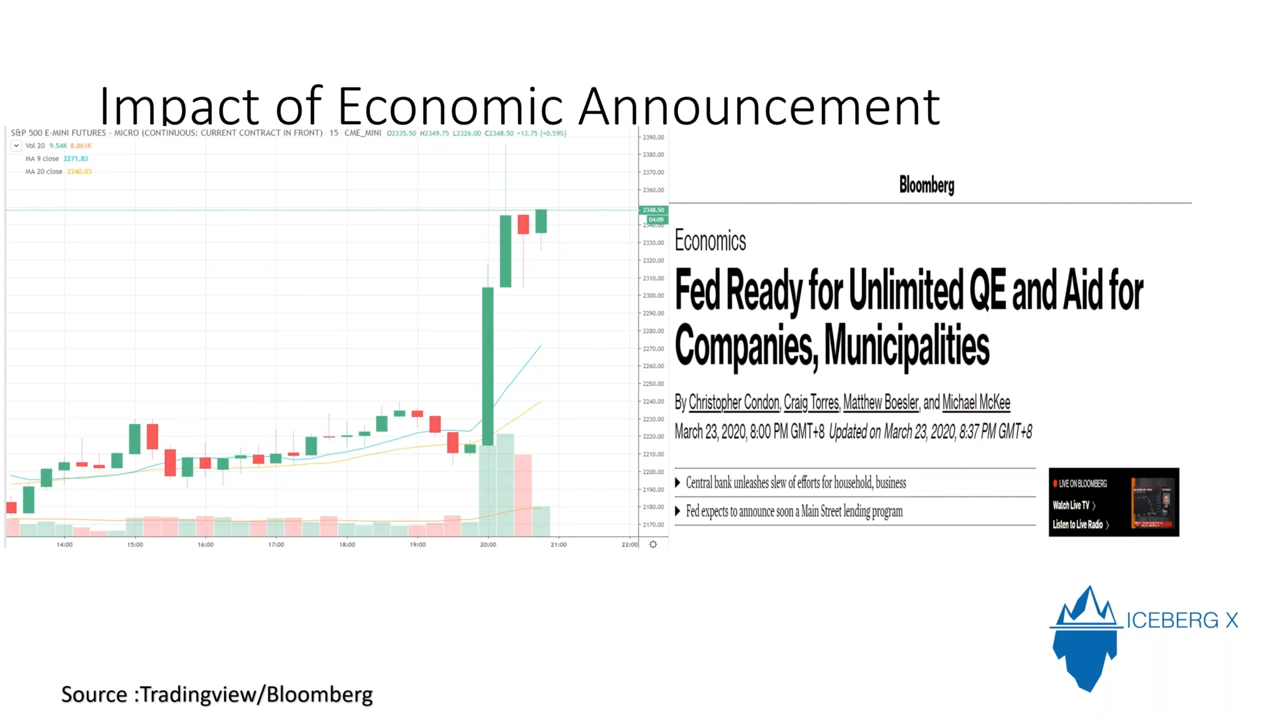 Impact of Economic Announcement
S&P 500 E-MINI FUTURES - MICRO (CONTINUOUS: CURRENT CONTRACT IN FRONT) · 15 · CME_MINI O2335.50 H2349.75 L2326.00 C2348.50 +13.75 (+0.59%)
Vol 20 9.54K 8.861K
MA 9 close 2271.83
MA 20 close 2240.03
2390.00
2380.00
2370.00
2360.00
2348.50
04:09
2340.00
2330.00
2320.00
2310.00
2300.00
2290.00
2280.00
2270.00
2260.00
2250.00
2240.00
2230.00
2220.00
2210.00
2200.00
2190.00
2180.00
2170.00
14:00 15:00 16:00 17:00 18:00 19:00 20:00 21:00 22:00
Bloomberg
Economics
Fed Ready for Unlimited QE and Aid for
Companies, Municipalities
By Christopher Condon, Craig Torres, Matthew Boesler, and Michael McKee
March 23, 2020, 8:00 PM GMT+8 Updated on March 23, 2020, 8:37 PM GMT+8
Central bank unleashes slew of efforts for household, business
Fed expects to announce soon a Main Street lending program
LIVE ON BLOOMBERG
Watch Live TV
Listen to Live Radio
ICEBERG X
Source :Tradingview/Bloomberg